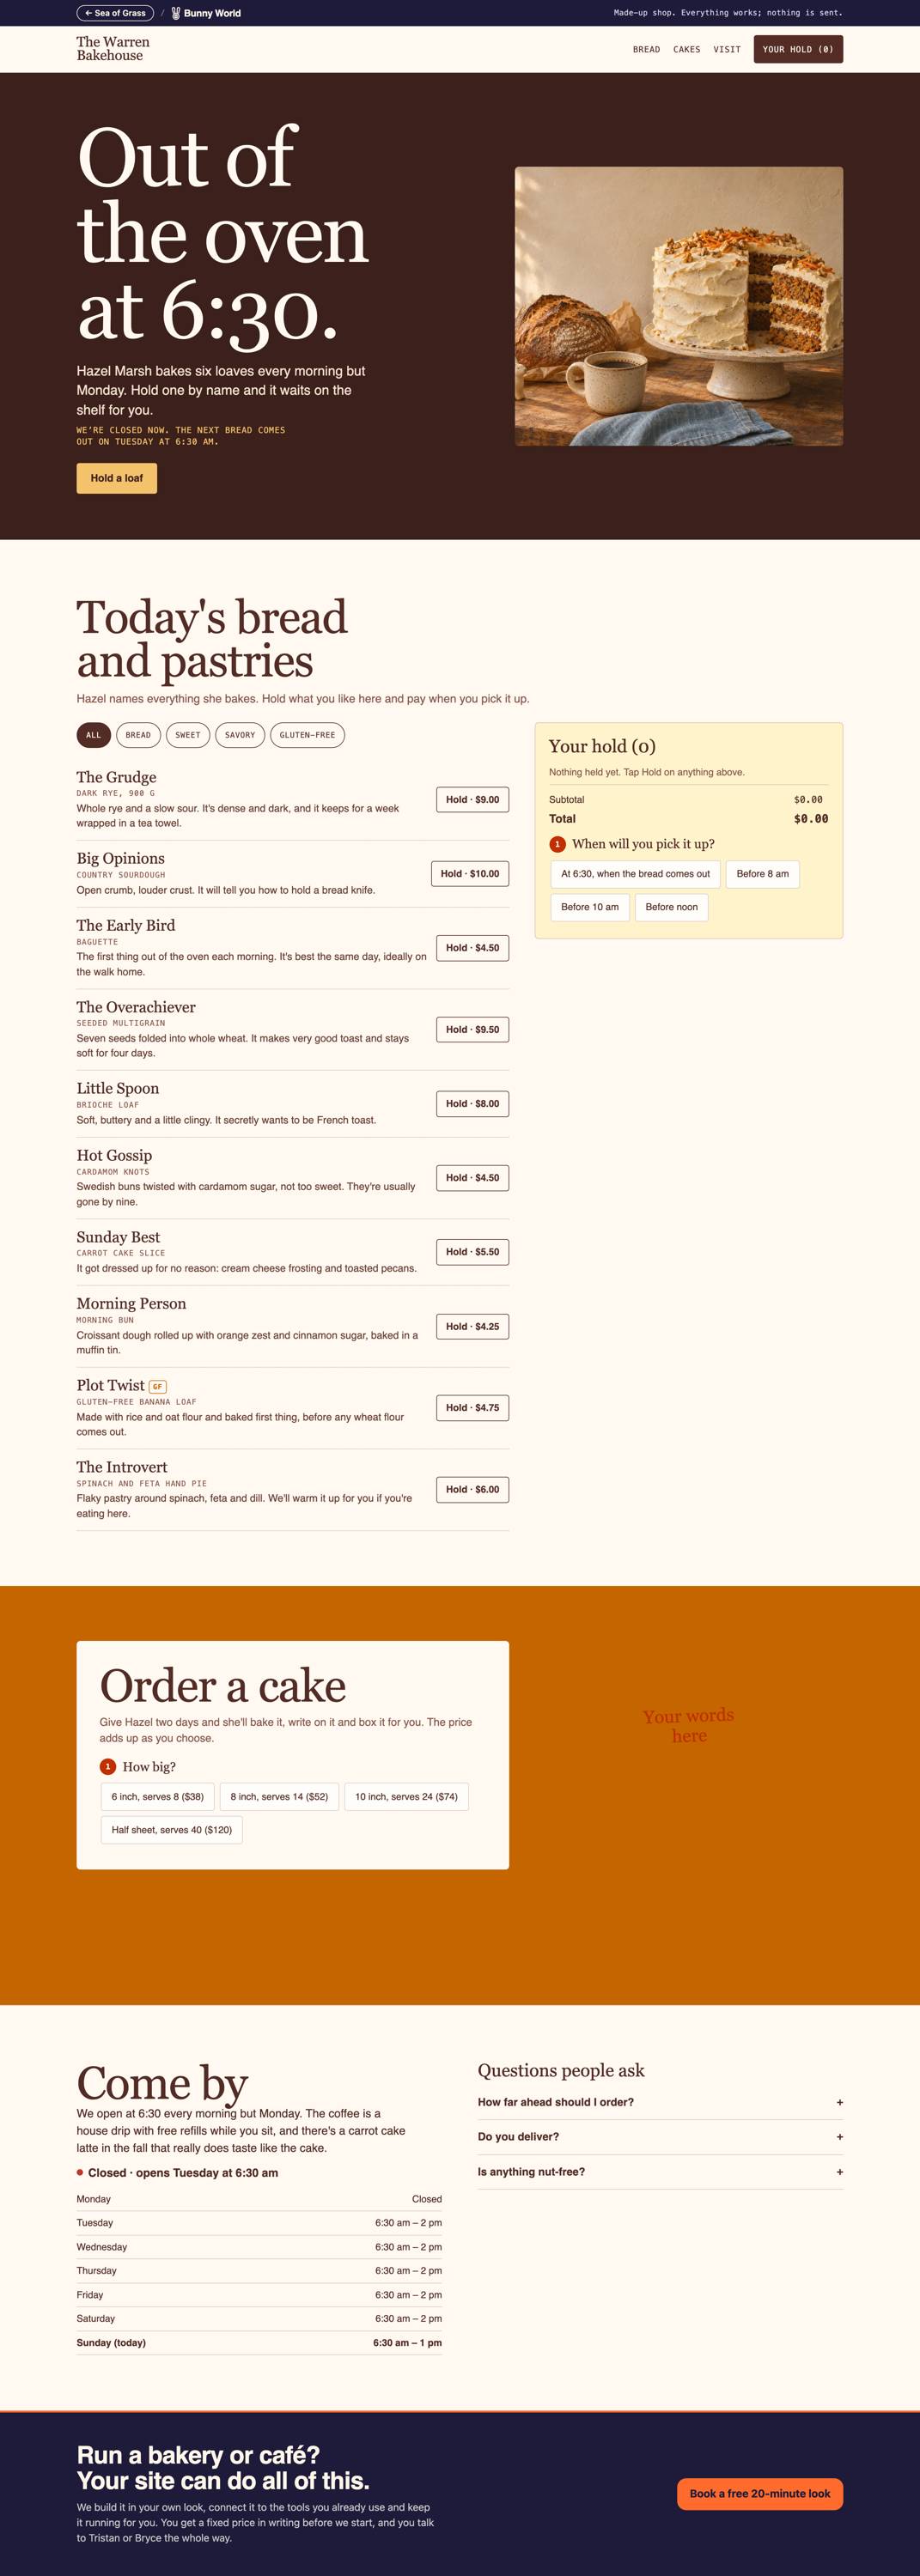 ← Sea of Grass / Bunny World
Made-up shop. Everything works; nothing is sent.
The Warren
Bakehouse
BREAD CAKES VISIT YOUR HOLD (0)
Out of
the oven
at 6:30.
Hazel Marsh bakes six loaves every morning but
Monday. Hold one by name and it waits on the
shelf for you.
WE'RE CLOSED NOW. THE NEXT BREAD COMES
OUT ON TUESDAY AT 6:30 AM.
Hold a loaf
Today's bread
and pastries
Hazel names everything she bakes. Hold what you like here and pay when you pick it up.
ALL BREAD SWEET SAVORY GLUTEN-FREE
The Grudge
DARK RYE, 900 G
Whole rye and a slow sour. It's dense and dark, and it keeps for a week
wrapped in a tea towel.
Hold · $9.00
Big Opinions
COUNTRY SOURDOUGH
Open crumb, louder crust. It will tell you how to hold a bread knife.
Hold · $10.00
The Early Bird
BAGUETTE
The first thing out of the oven each morning. It's best the same day, ideally on
the walk home.
Hold · $4.50
The Overachiever
SEEDED MULTIGRAIN
Seven seeds folded into whole wheat. It makes very good toast and stays
soft for four days.
Hold · $9.50
Little Spoon
BRIOCHE LOAF
Soft, buttery and a little clingy. It secretly wants to be French toast.
Hold · $8.00
Hot Gossip
CARDAMOM KNOTS
Swedish buns twisted with cardamom sugar, not too sweet. They're usually
gone by nine.
Hold · $4.50
Sunday Best
CARROT CAKE SLICE
It got dressed up for no reason: cream cheese frosting and toasted pecans.
Hold · $5.50
Morning Person
MORNING BUN
Croissant dough rolled up with orange zest and cinnamon sugar, baked in a
muffin tin.
Hold · $4.25
Plot Twist GF
GLUTEN-FREE BANANA LOAF
Made with rice and oat flour and baked first thing, before any wheat flour
comes out.
Hold · $4.75
The Introvert
SPINACH AND FETA HAND PIE
Flaky pastry around spinach, feta and dill. We'll warm it up for you if you're
eating here.
Hold · $6.00
Your hold (0)
Nothing held yet. Tap Hold on anything above.
Subtotal $0.00
Total $0.00
1 When will you pick it up?
At 6:30, when the bread comes out Before 8 am
Before 10 am Before noon
Order a cake
Give Hazel two days and she'll bake it, write on it and box it for you. The price
adds up as you choose.
1 How big?
6 inch, serves 8 ($38) 8 inch, serves 14 ($52) 10 inch, serves 24 ($74)
Half sheet, serves 40 ($120)
Your words
here
Come by
We open at 6:30 every morning but Monday. The coffee is a
house drip with free refills while you sit, and there's a carrot cake
latte in the fall that really does taste like the cake.
Closed · opens Tuesday at 6:30 am
Monday Closed
Tuesday 6:30 am – 2 pm
Wednesday 6:30 am – 2 pm
Thursday 6:30 am – 2 pm
Friday 6:30 am – 2 pm
Saturday 6:30 am – 2 pm
Sunday (today) 6:30 am – 1 pm
Questions people ask
How far ahead should I order? +
Do you deliver? +
Is anything nut-free? +
Run a bakery or café?
Your site can do all of this.
We build it in your own look, connect it to the tools you already use and keep
it running for you. You get a fixed price in writing before we start, and you talk
to Tristan or Bryce the whole way.
Book a free 20-minute look